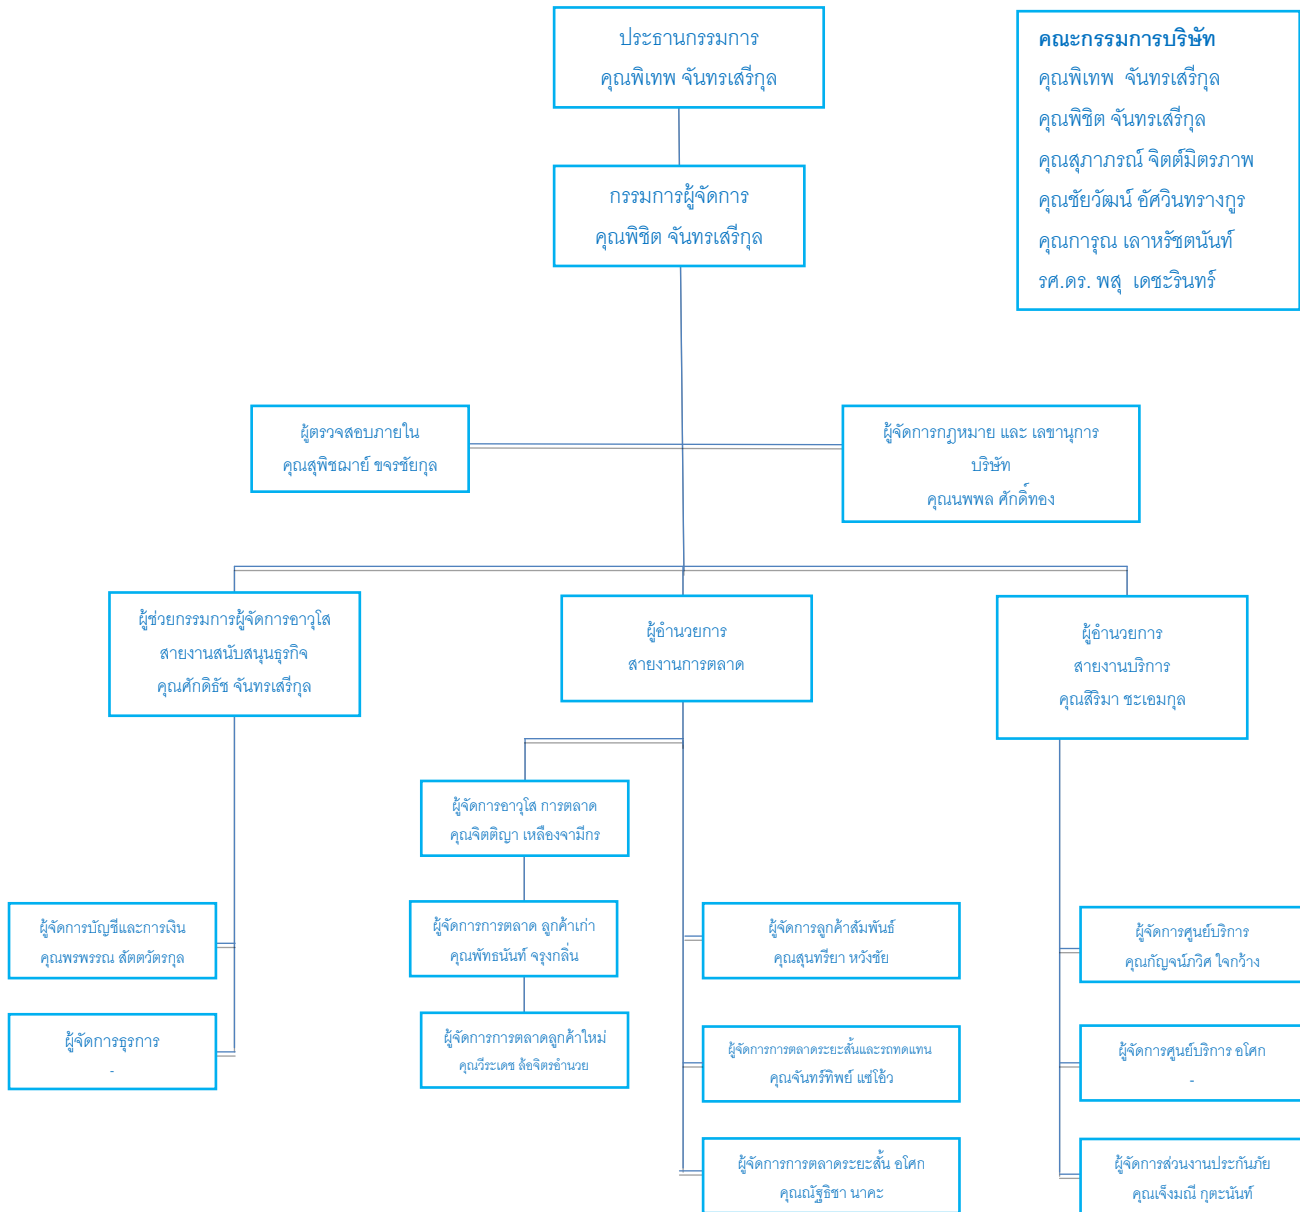 ประธานกรรมการ
คุณพิเทพ จันทรเสรีกุล
คณะกรรมการบริษัท
คุณพิเทพ  จันทรเสรีกุล
คุณพิชิต จันทรเสรีกุล
คุณสุภาภรณ์ จิตต์มิตรภาพ
คุณชัยวัฒน์ อัศวินทรางกูร
คุณการุณ เลาหรัชตนันท์
รศ.ดร. พสุ  เดชะรินทร์
กรรมการผู้จัดการ
คุณพิชิต จันทรเสรีกุล
ผู้ตรวจสอบภายใน
คุณสุพิชฌาย์ ขจรชัยกุล
ผู้จัดการกฎหมาย และ เลขานุการ
บริษัท
คุณนพพล ศักดิ์ทอง
ผู้ช่วยกรรมการผู้จัดการอาวุโส
สายงานสนับสนุนธุรกิจ
คุณศักดิธัช จันทรเสรีกุล
ผู้อำนวยการ
สายงานการตลาด
ผู้อำนวยการ
สายงานบริการ
คุณสิริมา ชะเอมกุล
ผู้จัดการอาวุโส การตลาด
คุณจิตติญา เหลืองจามีกร
ผู้จัดการบัญชีและการเงิน
คุณพรพรรณ สัตตวัตรกุล
ผู้จัดการการตลาด ลูกค้าเก่า
คุณพัทธนันท์ จรุงกลิ่น
ผู้จัดการลูกค้าสัมพันธ์
คุณสุนทรียา หวังชัย
ผู้จัดการศูนย์บริการ
คุณกัญจน์ภวิศ ใจกว้าง
ผู้จัดการธุรการ
-
ผู้จัดการการตลาดลูกค้าใหม่
คุณวีระเดช ล้อจิตรอำนวย
ผู้จัดการการตลาดระยะสั้นและรถทดแทน
คุณจันทร์ทิพย์ แซ่โอ้ว
ผู้จัดการศูนย์บริการ อโศก
-
ผู้จัดการการตลาดระยะสั้น อโศก
คุณณัฐธิชา นาคะ
ผู้จัดการส่วนงานประกันภัย
คุณเจ็งมณี กุตะนันท์